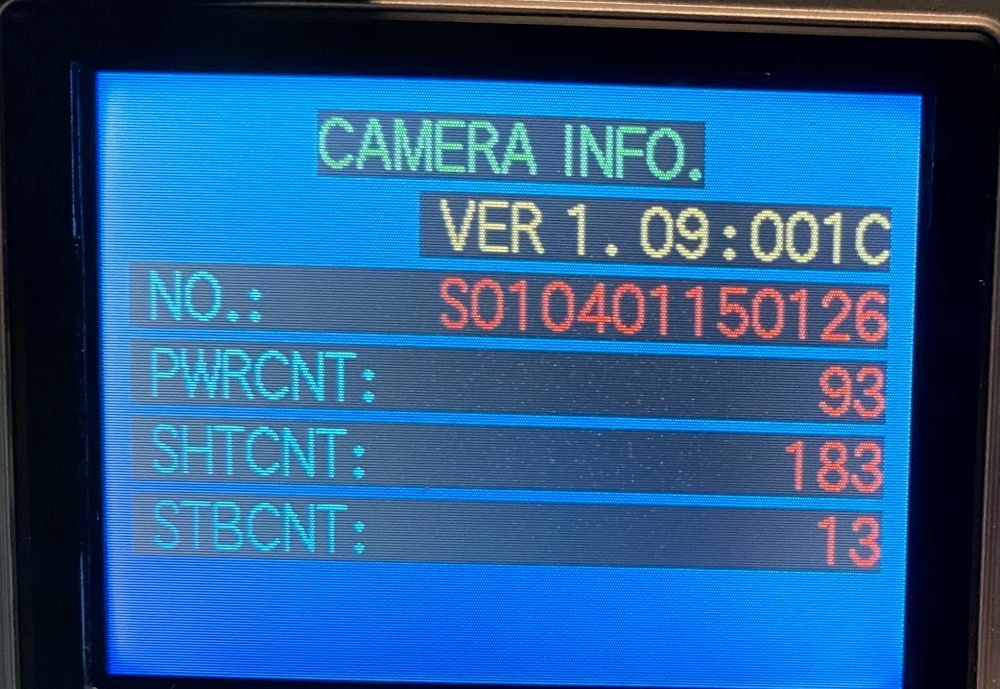 CAMERA INFO.
VER 1.09:001C
NO.: S010401150126
PWRCNT: 93
SHTCNT: 183
STBCNT: 13